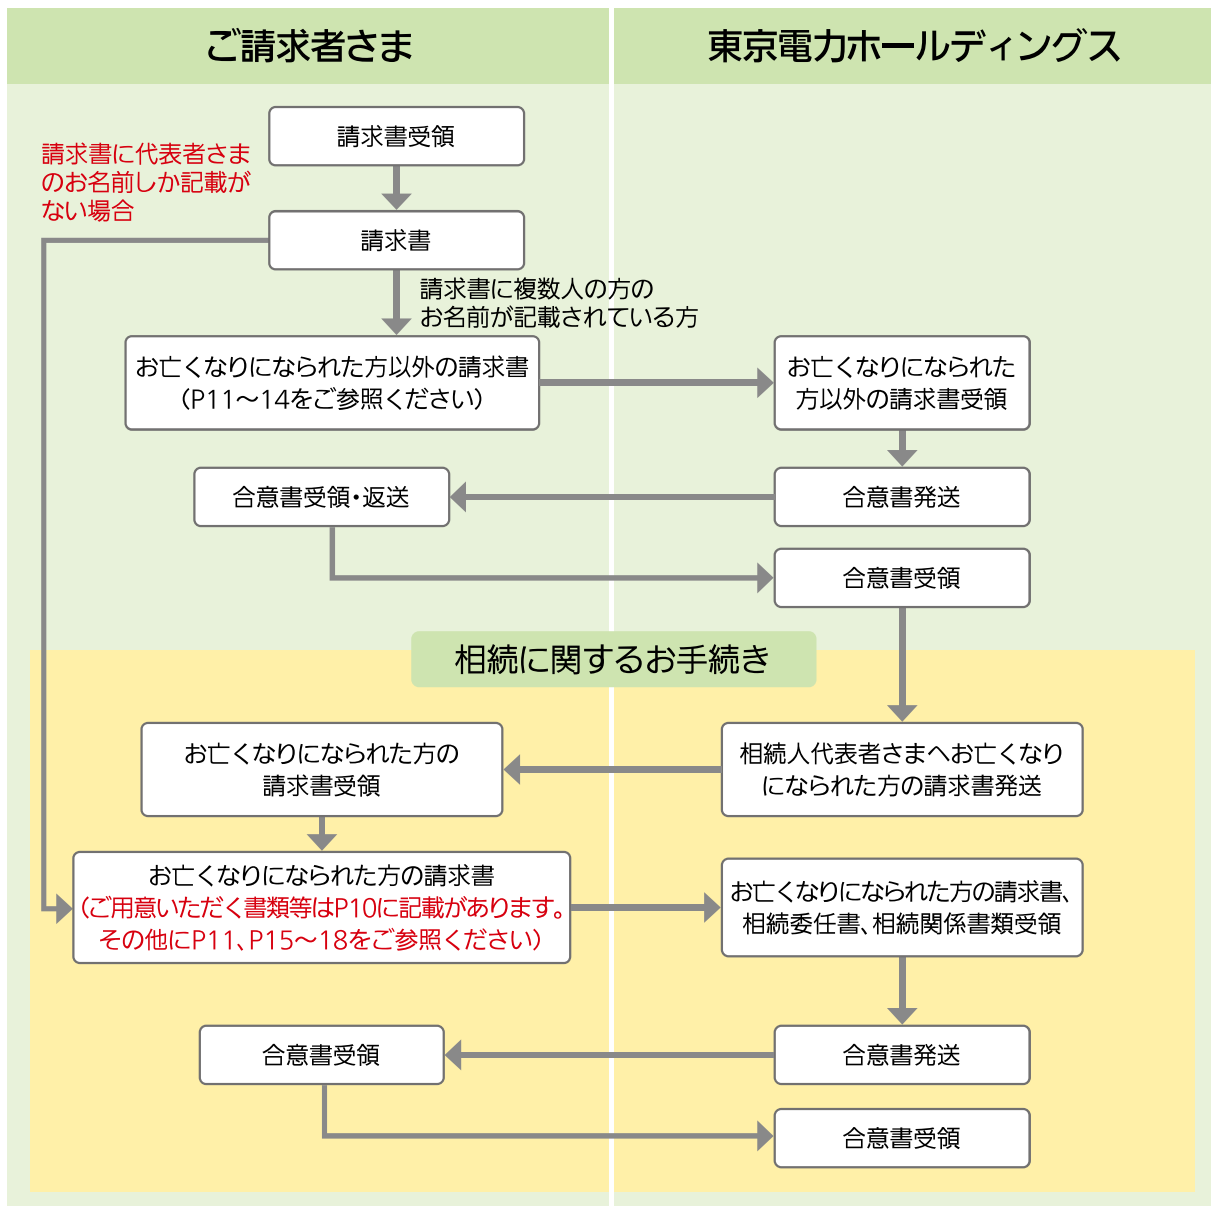 ご請求者さま
東京電力ホールディングス
請求書受領
請求書に代表者さま
のお名前しか記載が
ない場合
請求書
請求書に複数人の方の
お名前が記載されている方
お亡くなりになられた方以外の請求書
（P11～14をご参照ください）
お亡くなりになられた
方以外の請求書受領
合意書受領・返送
合意書発送
合意書受領
相続に関するお手続き
お亡くなりになられた方の
請求書受領
相続人代表者さまへお亡くなり
になられた方の請求書発送
お亡くなりになられた方の請求書
（ご用意いただく書類等はP10に記載があります。
その他にP11、P15～18をご参照ください）
お亡くなりになられた方の請求書、
相続委任書、相続関係書類受領
合意書受領
合意書発送
合意書受領